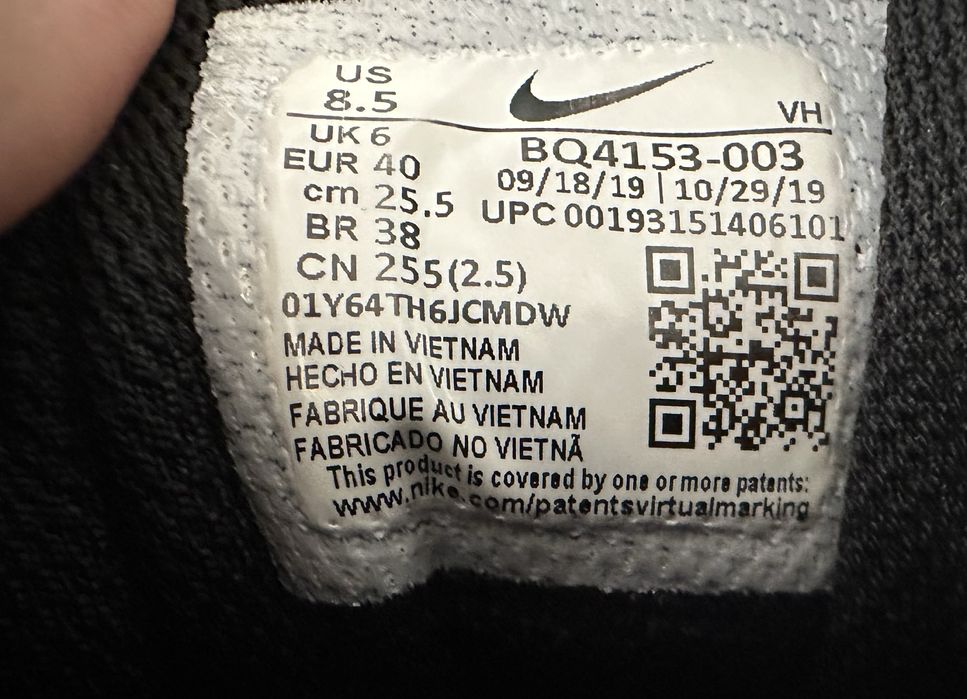 US
8.5
VH
UK 6
BQ4153-003
EUR 40
09/18/19 | 10/29/19
cm 25.5
UPC 00193151406101
BR 38
CN 255(2.5)
01Y64TH6JCMDW
MADE IN VIETNAM
HECHO EN VIETNAM
FABRIQUE AU VIETNAM
FABRICADO NO VIETNÃ
This product is covered by one or more patents:
www.nike.com/patentsvirtualmarking